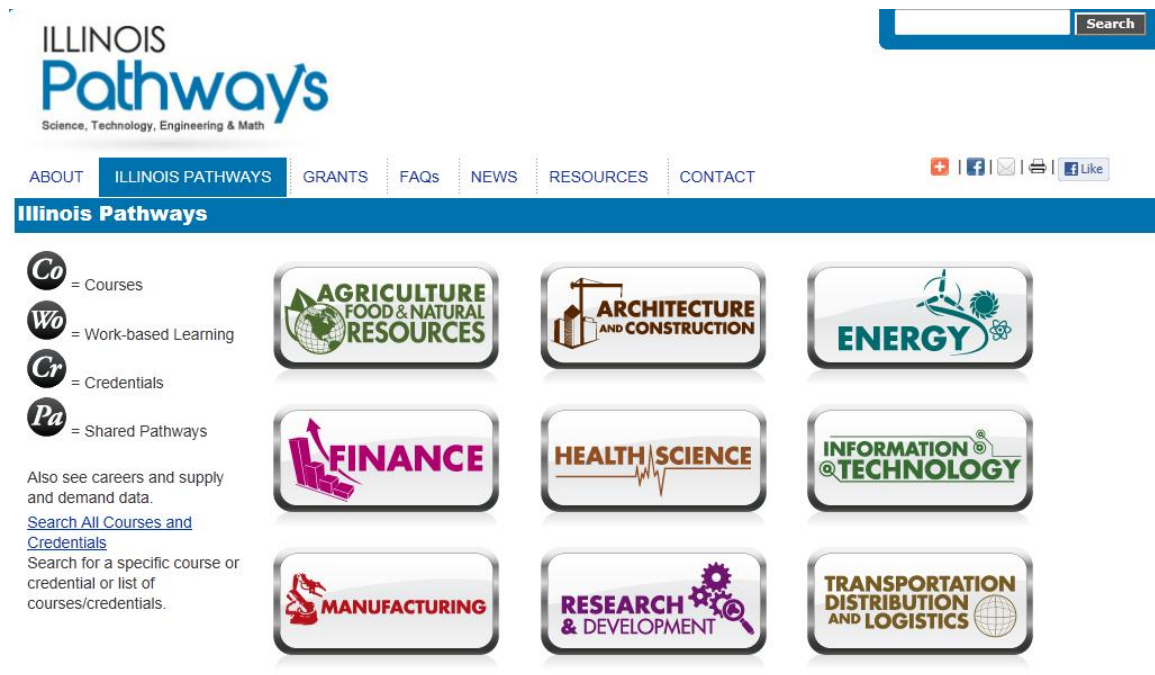 Search
ILLINOIS
Pathways
Science, Technology, Engineering & Math
ABOUT ILLINOIS PATHWAYS GRANTS FAQs NEWS RESOURCES CONTACT
| | | | Like
Illinois Pathways
Co = Courses
Wo = Work-based Learning
Cr = Credentials
Pa = Shared Pathways
Also see careers and supply
and demand data.
Search All Courses and
Credentials
Search for a specific course or
credential or list of
courses/credentials.
AGRICULTURE
FOOD & NATURAL
RESOURCES
ARCHITECTURE
AND CONSTRUCTION
ENERGY
FINANCE
HEALTH SCIENCE
INFORMATION
TECHNOLOGY
MANUFACTURING
RESEARCH
& DEVELOPMENT
TRANSPORTATION
DISTRIBUTION
AND LOGISTICS